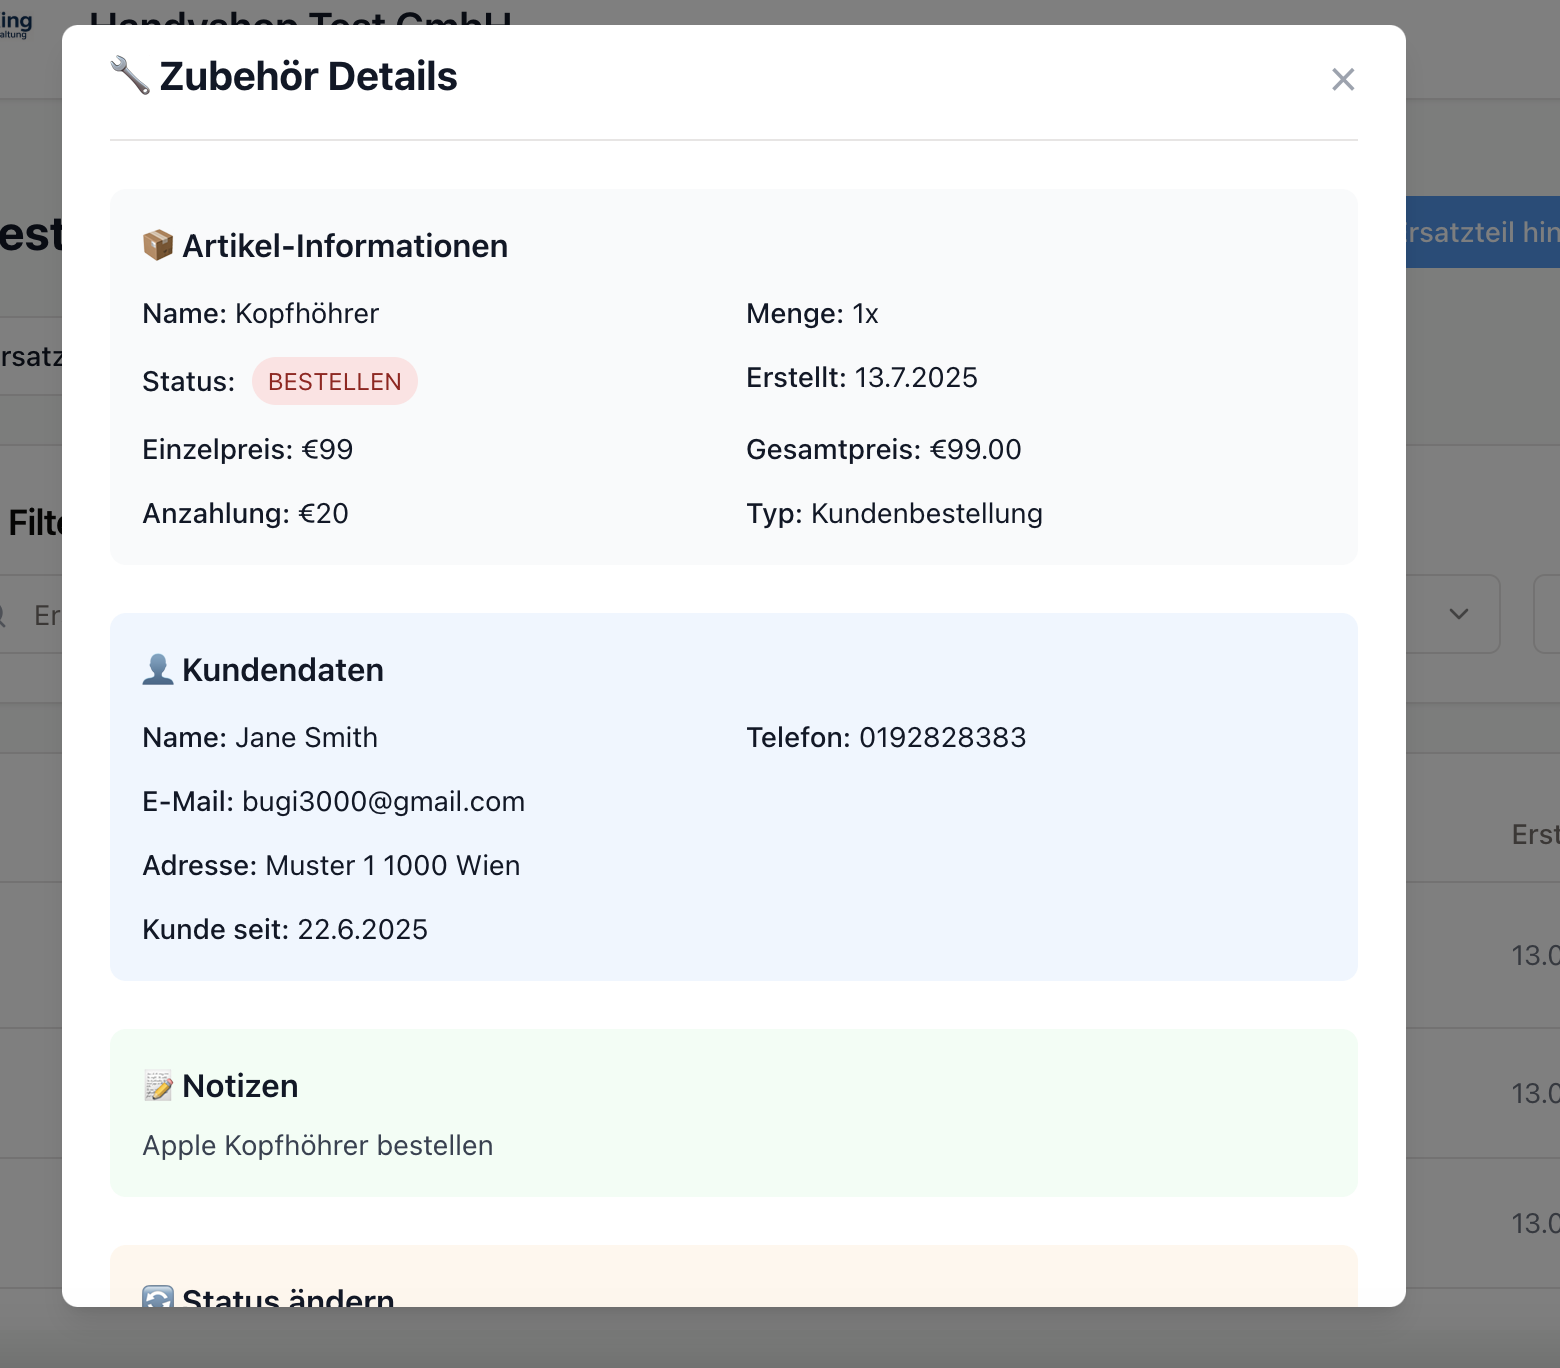 Handyshop Test GmbH
🔧 Zubehör Details
📦 Artikel-Informationen
Name: Kopfhöhrer
Menge: 1x
Status: BESTELLEN
Erstellt: 13.7.2025
Einzelpreis: €99
Gesamtpreis: €99.00
Anzahlung: €20
Typ: Kundenbestellung
👤 Kundendaten
Name: Jane Smith
Telefon: 0192828383
E-Mail: bugi3000@gmail.com
Adresse: Muster 1 1000 Wien
Kunde seit: 22.6.2025
📝 Notizen
Apple Kopfhöhrer bestellen
🔄 Status ändern
est
rsatzteil hin
rsatz
Filte
Er
Erst
13.0
13.0
13.0